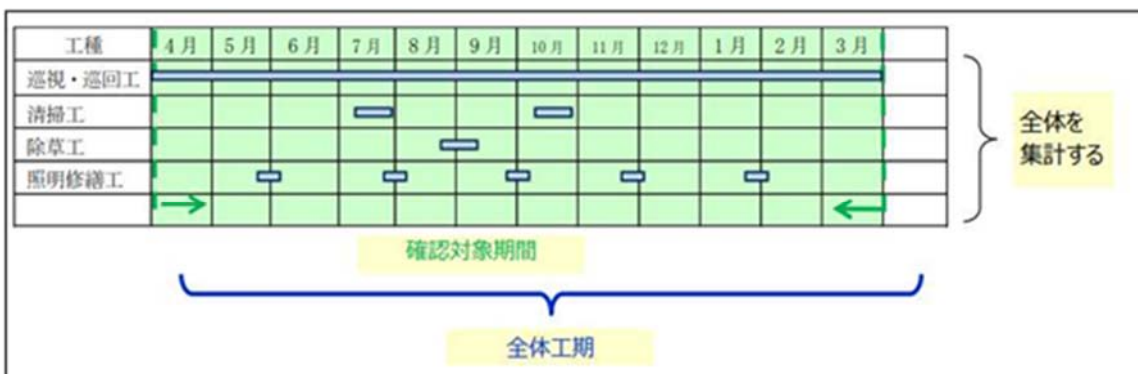 工種 4月 5月 6月 7月 8月 9月 10月 11月 12月 1月 2月 3月
巡視・巡回工
清掃工
除草工
照明修繕工
全体を
集計する
確認対象期間
全体工期